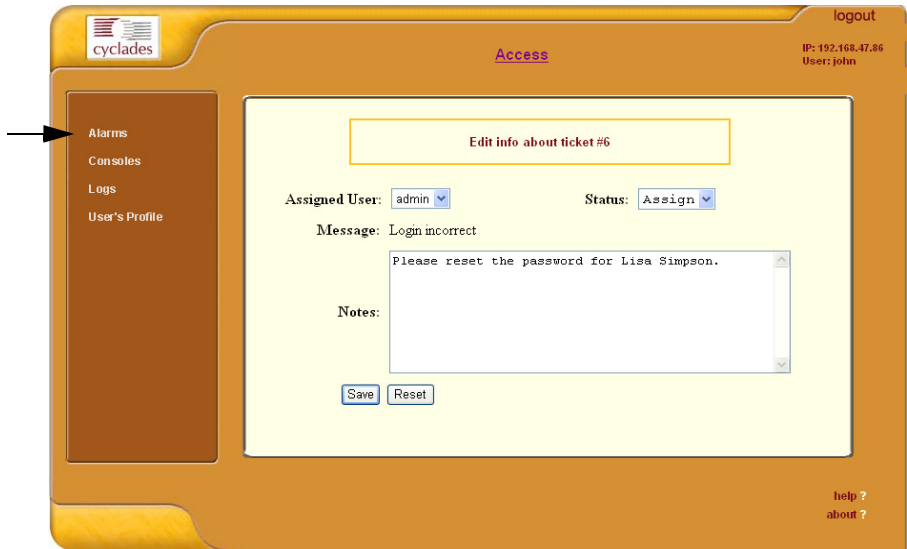 logout
cyclades
Access
IP: 192.168.47.86
User: john
Alarms
Consoles
Logs
User's Profile
Edit info about ticket #6
Assigned User: admin Status: Assign
Message: Login incorrect
Notes: Please reset the password for Lisa Simpson.
Save Reset
help ?
about ?